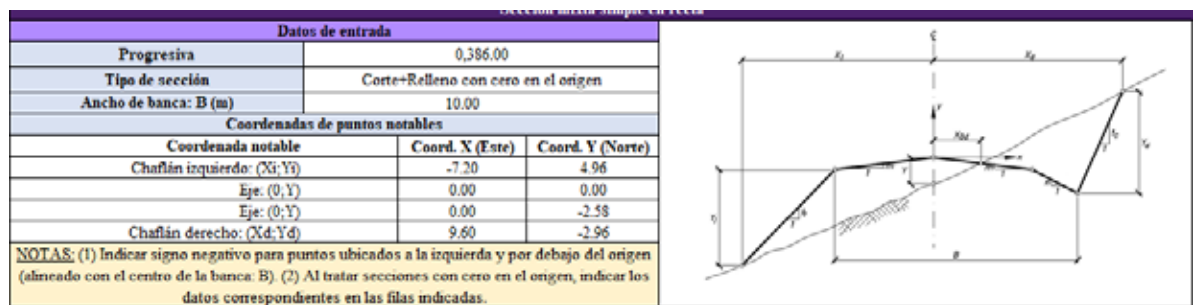 Sección mixta simple en recta
Datos de entrada
Progresiva 0,386.00
Tipo de sección Corte+Relleno con cero en el origen
Ancho de banca: B (m) 10.00
Coordenadas de puntos notables
Coordenada notable Coord. X (Este) Coord. Y (Norte)
Chaflán izquierdo: (Xi;Yi) -7.20 4.96
Eje: (0;Y) 0.00 0.00
Eje: (0;Y) 0.00 -2.58
Chaflán derecho: (Xd;Yd) 9.60 -2.96
NOTAS: (1) Indicar signo negativo para puntos ubicados a la izquierda y por debajo del origen
(alineado con el centro de la banca: B). (2) Al tratar secciones con cero en el origen, indicar los
datos correspondientes en las filas indicadas.
Y
B